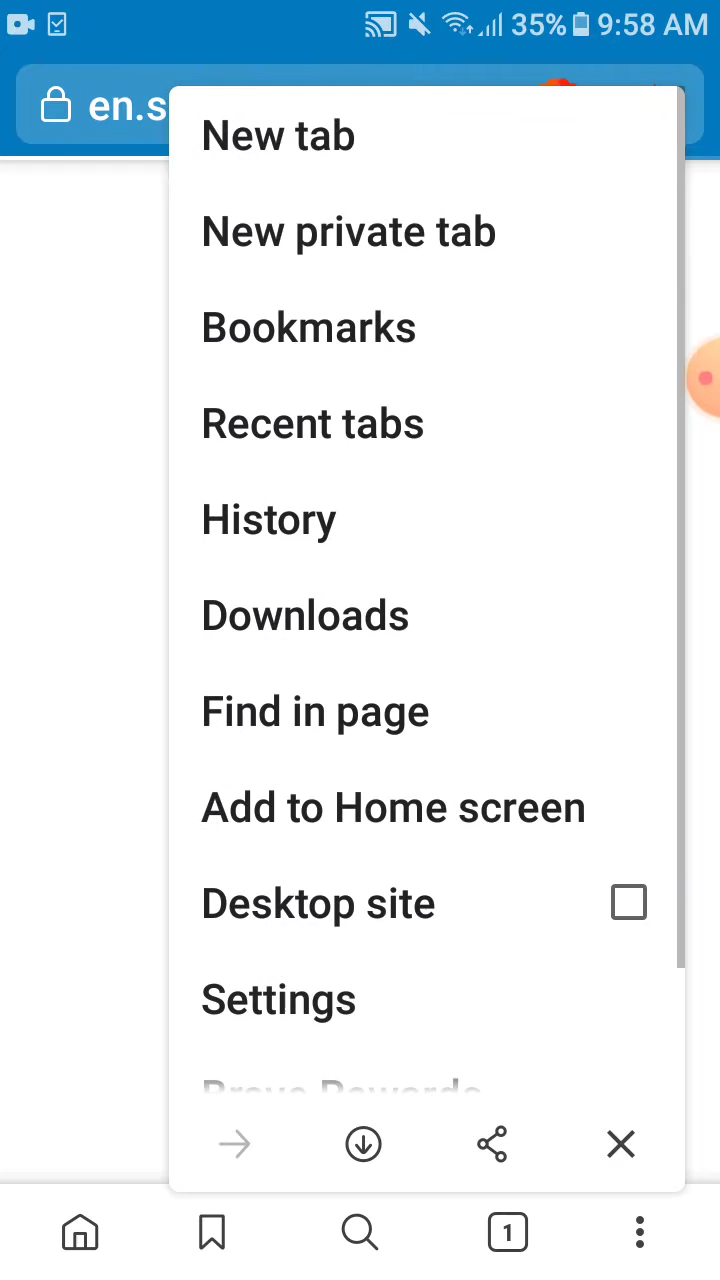 35% 9:58 AM
en.s
New tab
New private tab
Bookmarks
Recent tabs
History
Downloads
Find in page
Add to Home screen
Desktop site
Settings
Brave Rewards
1